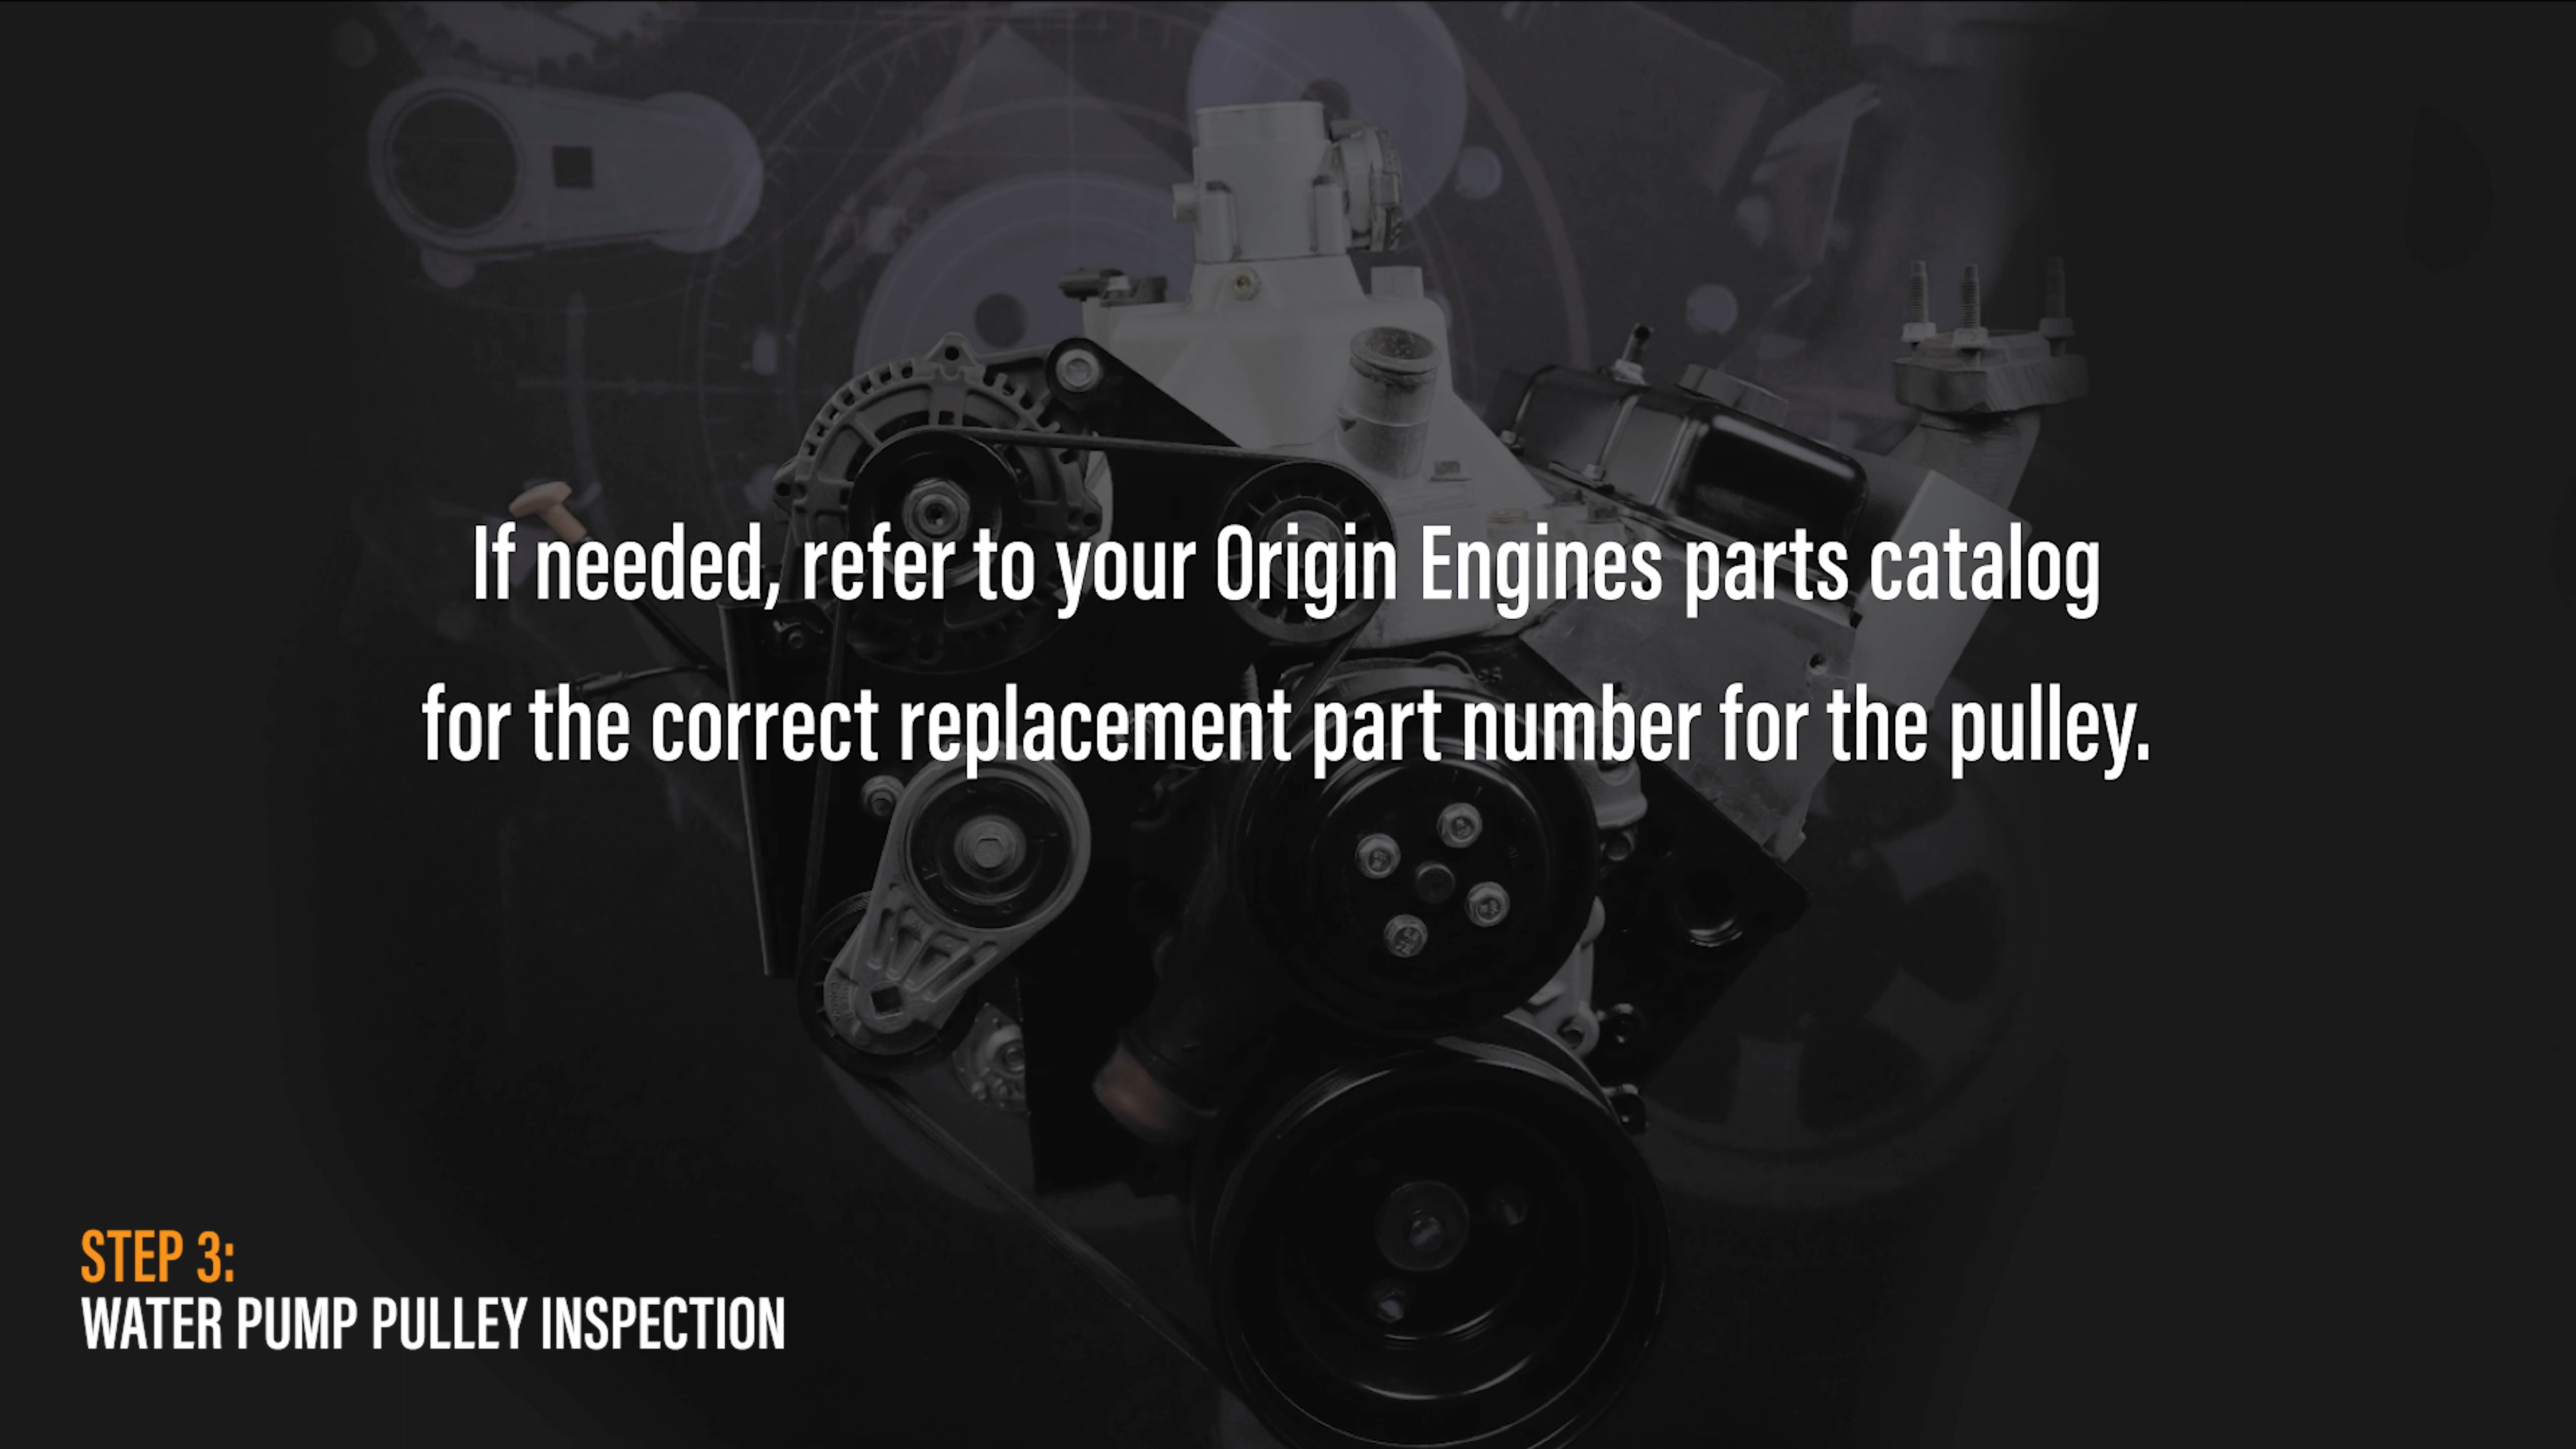 If needed, refer to your Origin Engines parts catalog
for the correct replacement part number for the pulley.
STEP 3:
WATER PUMP PULLEY INSPECTION